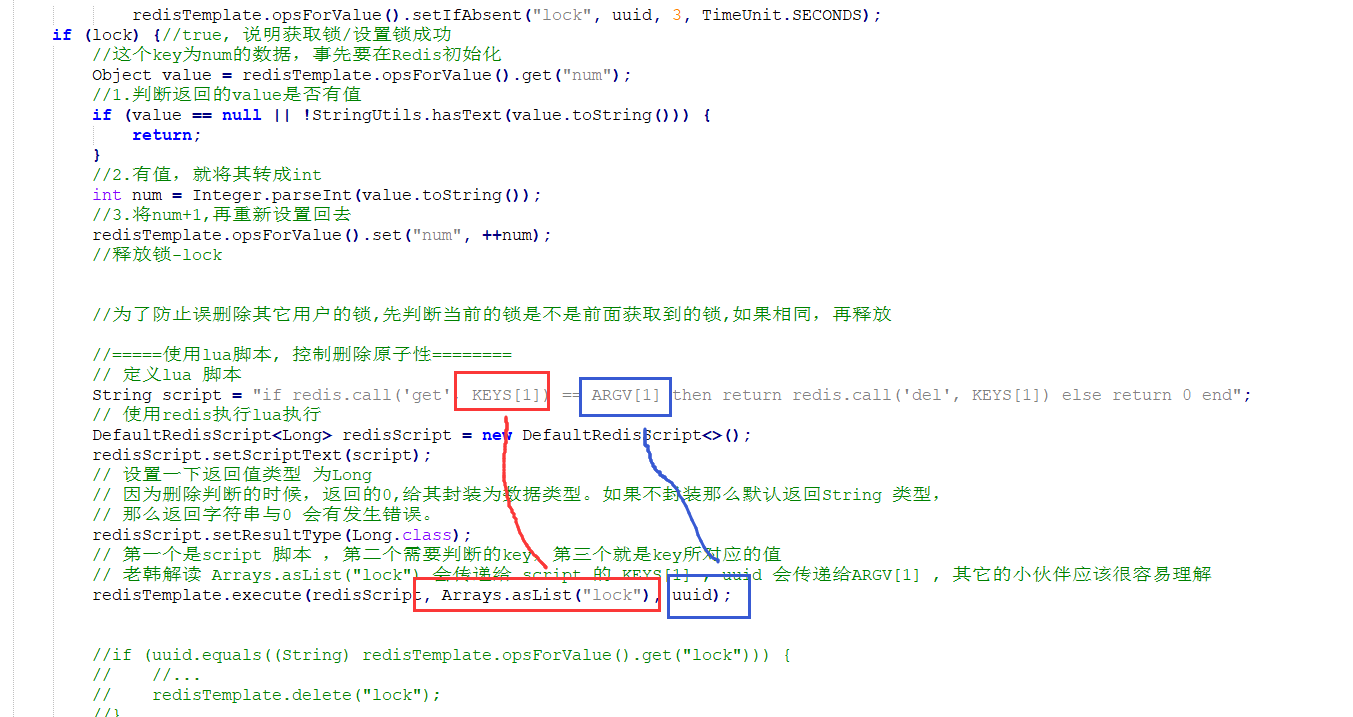 redisTemplate.opsForValue().setIfAbsent("lock", uuid, 3, TimeUnit.SECONDS);
if (lock) {//true, 说明获取锁/设置锁成功
//这个key为num的数据，事先要在Redis初始化
Object value = redisTemplate.opsForValue().get("num");
//1.判断返回的value是否有值
if (value == null || !StringUtils.hasText(value.toString())) {
return;
}
//2.有值，就将其转成int
int num = Integer.parseInt(value.toString());
//3.将num+1,再重新设置回去
redisTemplate.opsForValue().set("num", ++num);
//释放锁-lock
//为了防止误删除其它用户的锁,先判断当前的锁是不是前面获取到的锁,如果相同，再释放
//=====使用lua脚本, 控制删除原子性========
// 定义lua 脚本
String script = "if redis.call('get', KEYS[1]) == ARGV[1] then return redis.call('del', KEYS[1]) else return 0 end";
// 使用redis执行lua执行
DefaultRedisScript<Long> redisScript = new DefaultRedisScript<>();
redisScript.setScriptText(script);
// 设置一下返回值类型 为Long
// 因为删除判断的时候，返回的0,给其封装为数据类型。如果不封装那么默认返回String 类型，
// 那么返回字符串与0 会有发生错误。
redisScript.setResultType(Long.class);
// 第一个是script 脚本 ，第二个需要判断的key，第三个就是key所对应的值
// 老韩解读 Arrays.asList("lock") 会传递给 script 的 KEYS[1] , uuid 会传递给ARGV[1] , 其它的小伙伴应该很容易理解
redisTemplate.execute(redisScript, Arrays.asList("lock"), uuid);
//if (uuid.equals((String) redisTemplate.opsForValue().get("lock"))) {
// //...
// redisTemplate.delete("lock");
//}